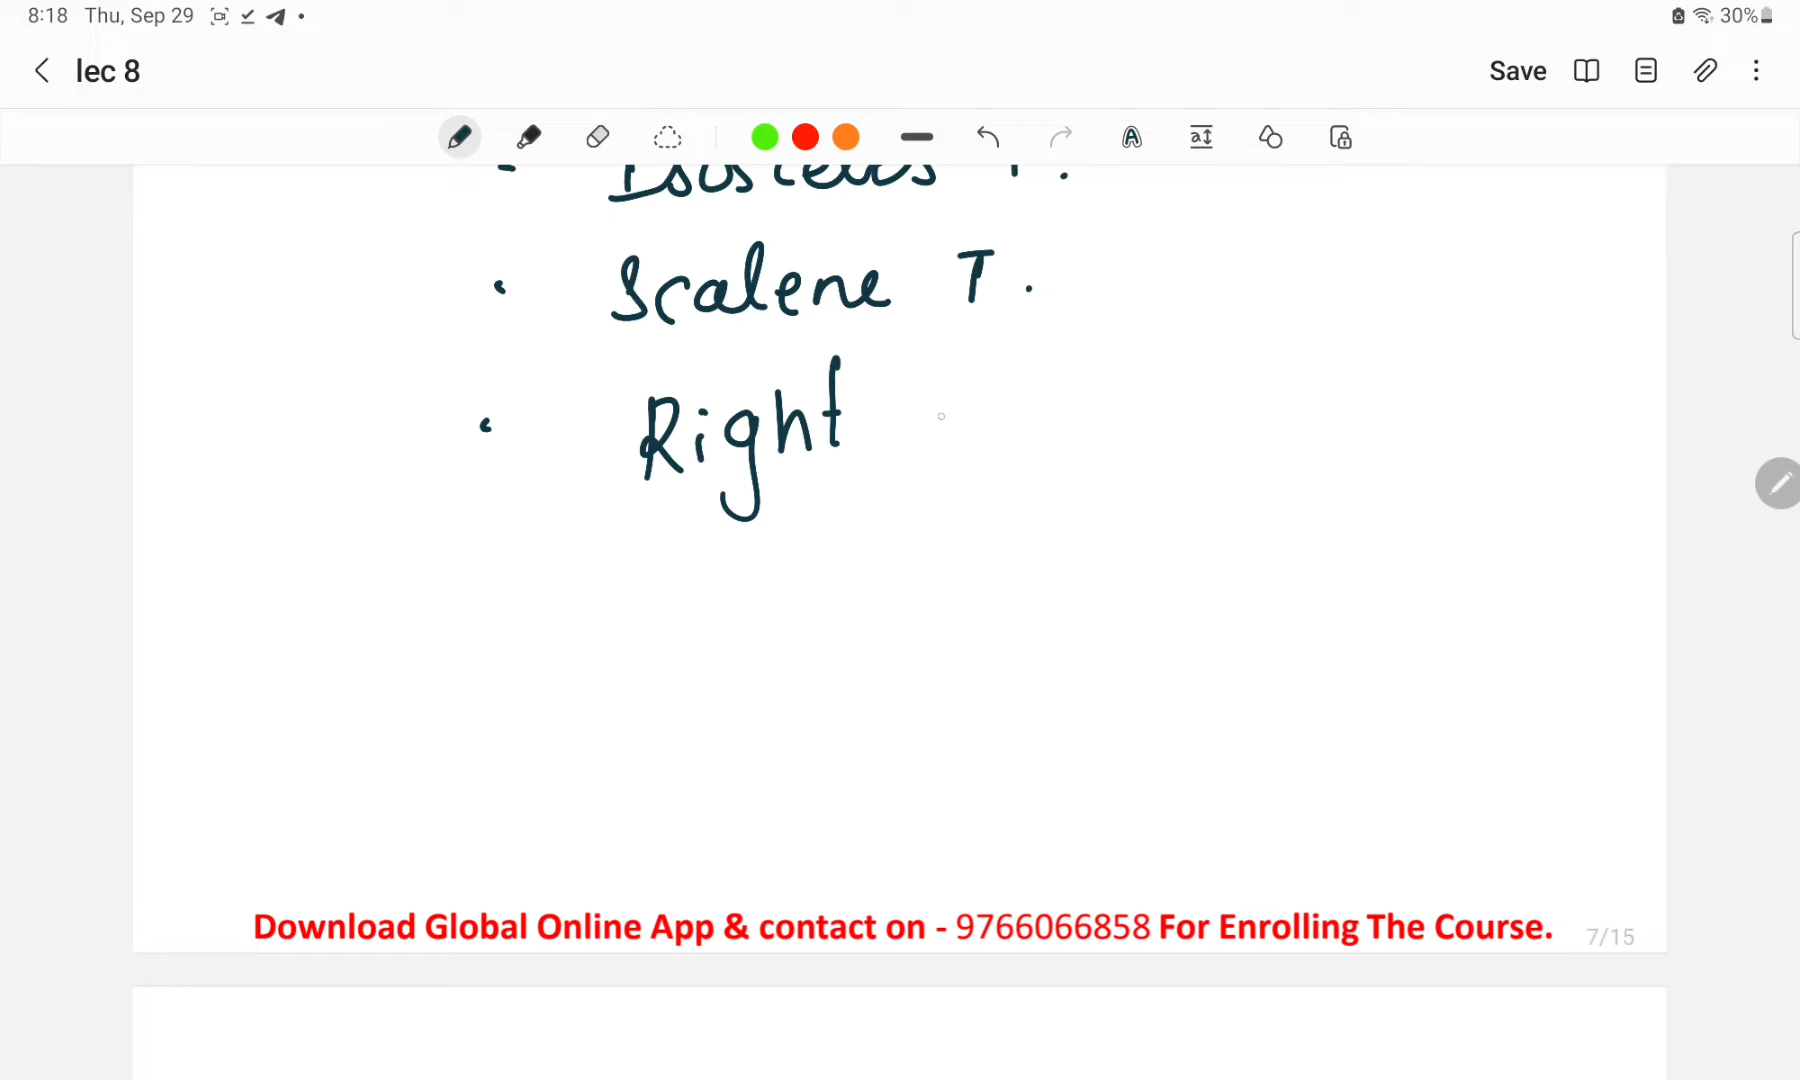 8:18 Thu, Sep 29 30%
lec 8 Save
· Isosceles T.
· Scalene T.
· Right
Download Global Online App & contact on - 9766066858 For Enrolling The Course. 7/15